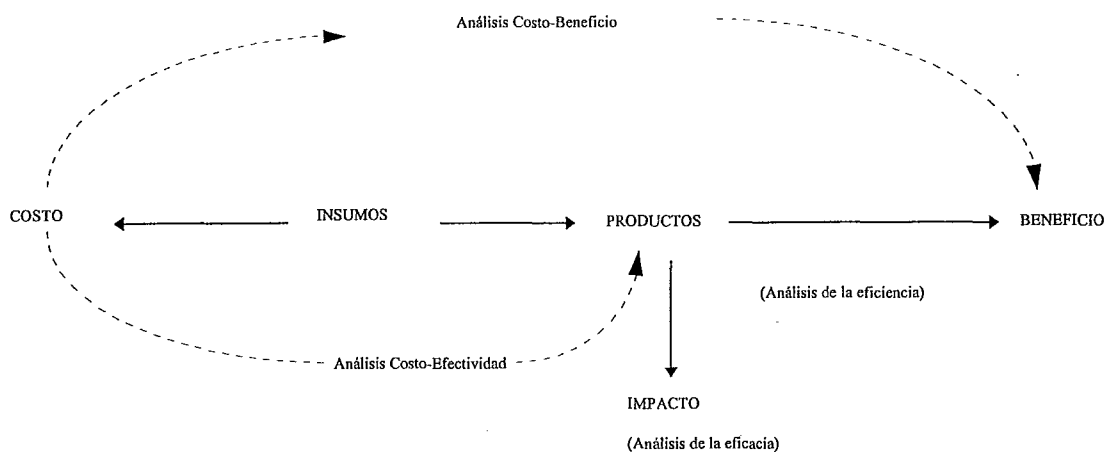 Análisis Costo-Beneficio
COSTO
INSUMOS
PRODUCTOS
BENEFICIO
(Análisis de la eficiencia)
Análisis Costo-Efectividad
IMPACTO
(Análisis de la eficacia)